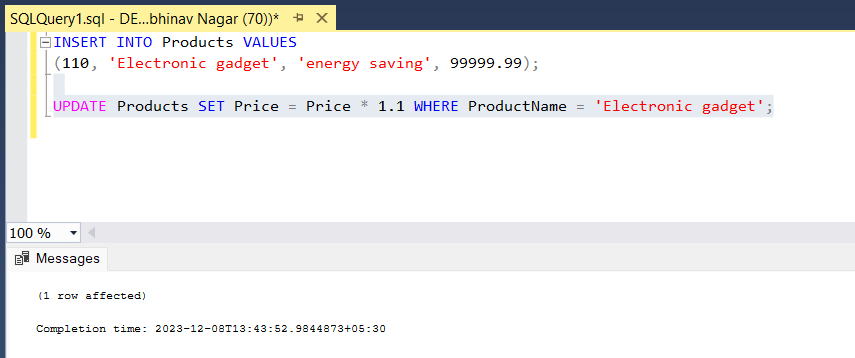 SQLQuery1.sql - DE...bhinav Nagar (70))*
INSERT INTO Products VALUES
(110, 'Electronic gadget', 'energy saving', 99999.99);
UPDATE Products SET Price = Price * 1.1 WHERE ProductName = 'Electronic gadget';
100 %
Messages
(1 row affected)
Completion time: 2023-12-08T13:43:52.9844873+05:30